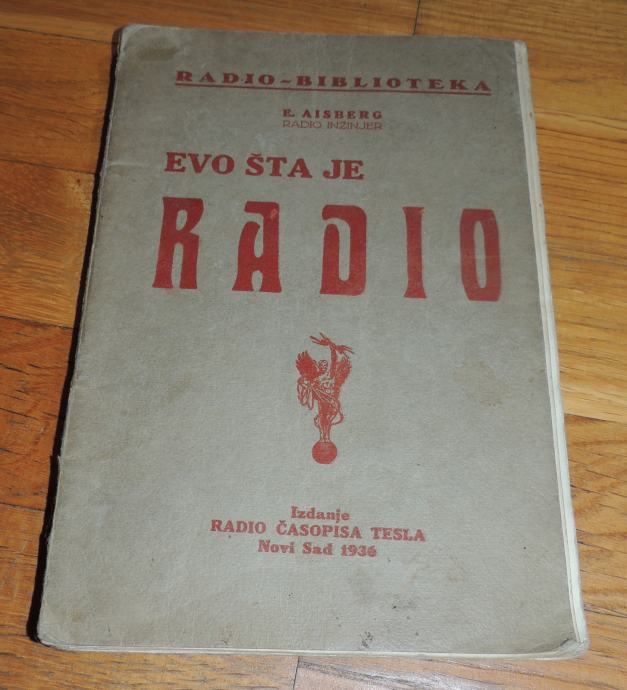 RADIO-BIBLIOTEKA
E. AISBERG
RADIO INŽINJER
EVO ŠTA JE
RADIO
Izdanje
RADIO ČASOPISA TESLA
Novi Sad 1936